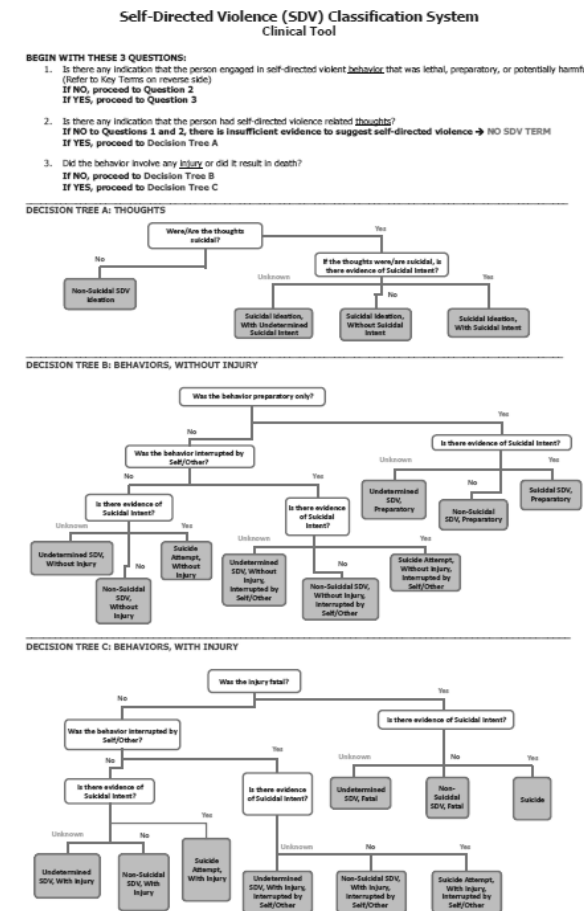 Self-Directed Violence (SDV) Classification System
Clinical Tool
BEGIN WITH THESE 3 QUESTIONS:
1. Is there any indication that the person engaged in self-directed violent behavior that was lethal, preparatory, or potentially harmf
(Refer to Key Terms on reverse side)
If NO, proceed to Question 2
If YES, proceed to Question 3
2. Is there any indication that the person had self-directed violence related thoughts?
If NO to Questions 1 and 2, there is insufficient evidence to suggest self-directed violence → NO SDV TERM
If YES, proceed to Decision Tree A
3. Did the behavior involve any injury or did it result in death?
If NO, proceed to Decision Tree B
If YES, proceed to Decision Tree C
DECISION TREE A: THOUGHTS
Were/Are the thoughts
suicidal?
Yes
No
If the thoughts were/are suicidal, is
there evidence of Suicidal Intent?
Unknown
No
Yes
Non-Suicidal SDV
Ideation
Suicidal Ideation,
With Undetermined
Suicidal Intent
Suicidal Ideation,
Without Suicidal
Intent
Suicidal Ideation,
With Suicidal Intent
DECISION TREE B: BEHAVIORS, WITHOUT INJURY
Was the behavior preparatory only?
No
Yes
Was the behavior interrupted by
Self/Other?
Is there evidence of Suicidal Intent?
No
Yes
Unknown
No
Yes
Is there evidence of
Suicidal Intent?
Is there evidence
of Suicidal
Intent?
Undetermined
SDV,
Preparatory
Non-Suicidal
SDV, Preparatory
Suicidal SDV,
Preparatory
Unknown
No
Yes
Unknown
No
Yes
Undetermined SDV,
Without Injury
Non-Suicidal
SDV,
Without
Injury
Suicide
Attempt,
Without
Injury
Undetermined
SDV, Without
Injury,
Interrupted by
Self/Other
Non-Suicidal SDV,
Without Injury,
Interrupted by
Self/Other
Suicide Attempt,
Without Injury,
Interrupted by
Self/Other
DECISION TREE C: BEHAVIORS, WITH INJURY
Was the injury fatal?
No
Yes
Was the behavior interrupted by
Self/Other?
Is there evidence of Suicidal Intent?
No
Yes
Unknown
No
Yes
Is there evidence of
Suicidal Intent?
Is there evidence
of Suicidal Intent?
Undetermined
SDV, Fatal
Non-
Suicidal
SDV, Fatal
Suicide
Unknown
No
Yes
Unknown
No
Yes
Undetermined
SDV, With Injury
Non-Suicidal
SDV, With
Injury
Suicide
Attempt,
With Injury
Undetermined
SDV, With Injury,
Interrupted by
Self/Other
Non-Suicidal SDV,
With Injury,
Interrupted by
Self/Other
Suicide Attempt,
With Injury,
Interrupted by
Self/Other